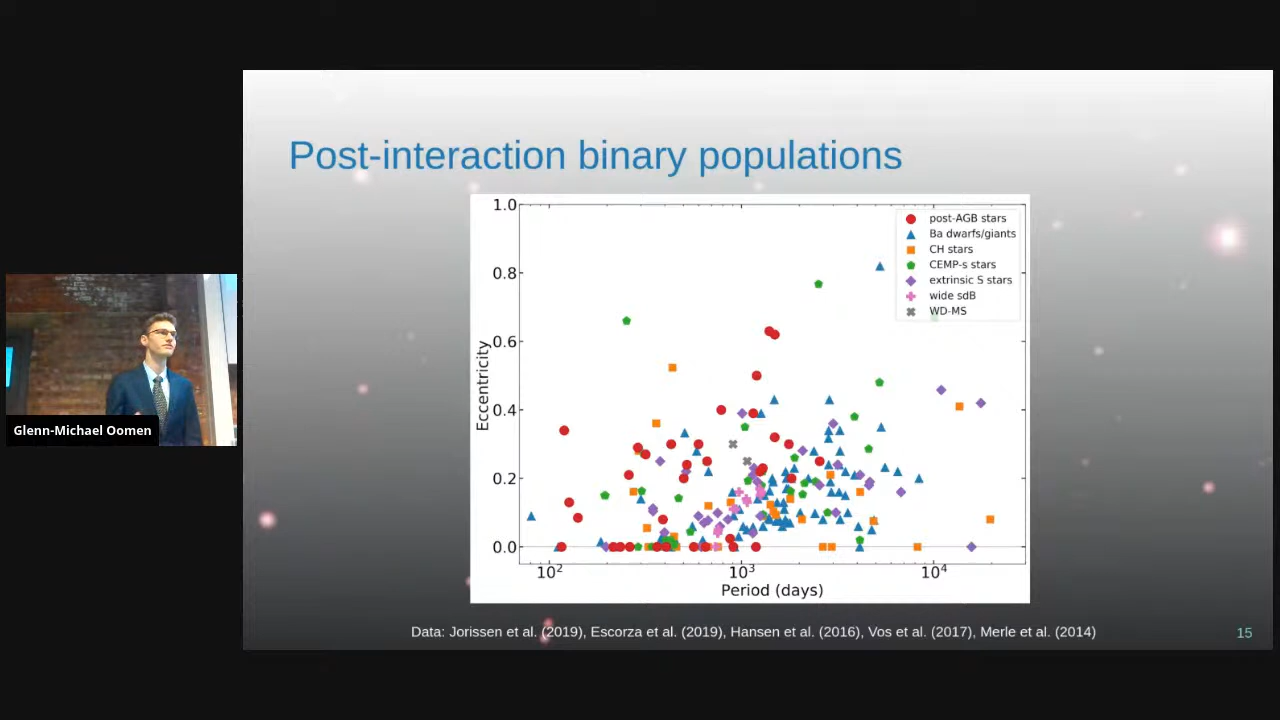 Post-interaction binary populations
1.0
0.8
0.6
0.4
0.2
0.0
Eccentricity
post-AGB stars
Ba dwarfs/giants
CH stars
CEMP-s stars
extrinsic S stars
wide sdB
WD-MS
10²
10³
10⁴
Period (days)
Glenn-Michael Oomen
Data: Jorissen et al. (2019), Escorza et al. (2019), Hansen et al. (2016), Vos et al. (2017), Merle et al. (2014)
15